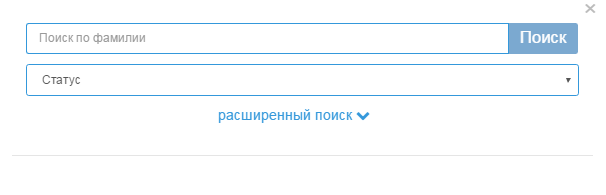 Поиск по фамилии
Поиск
Статус
расширенный поиск